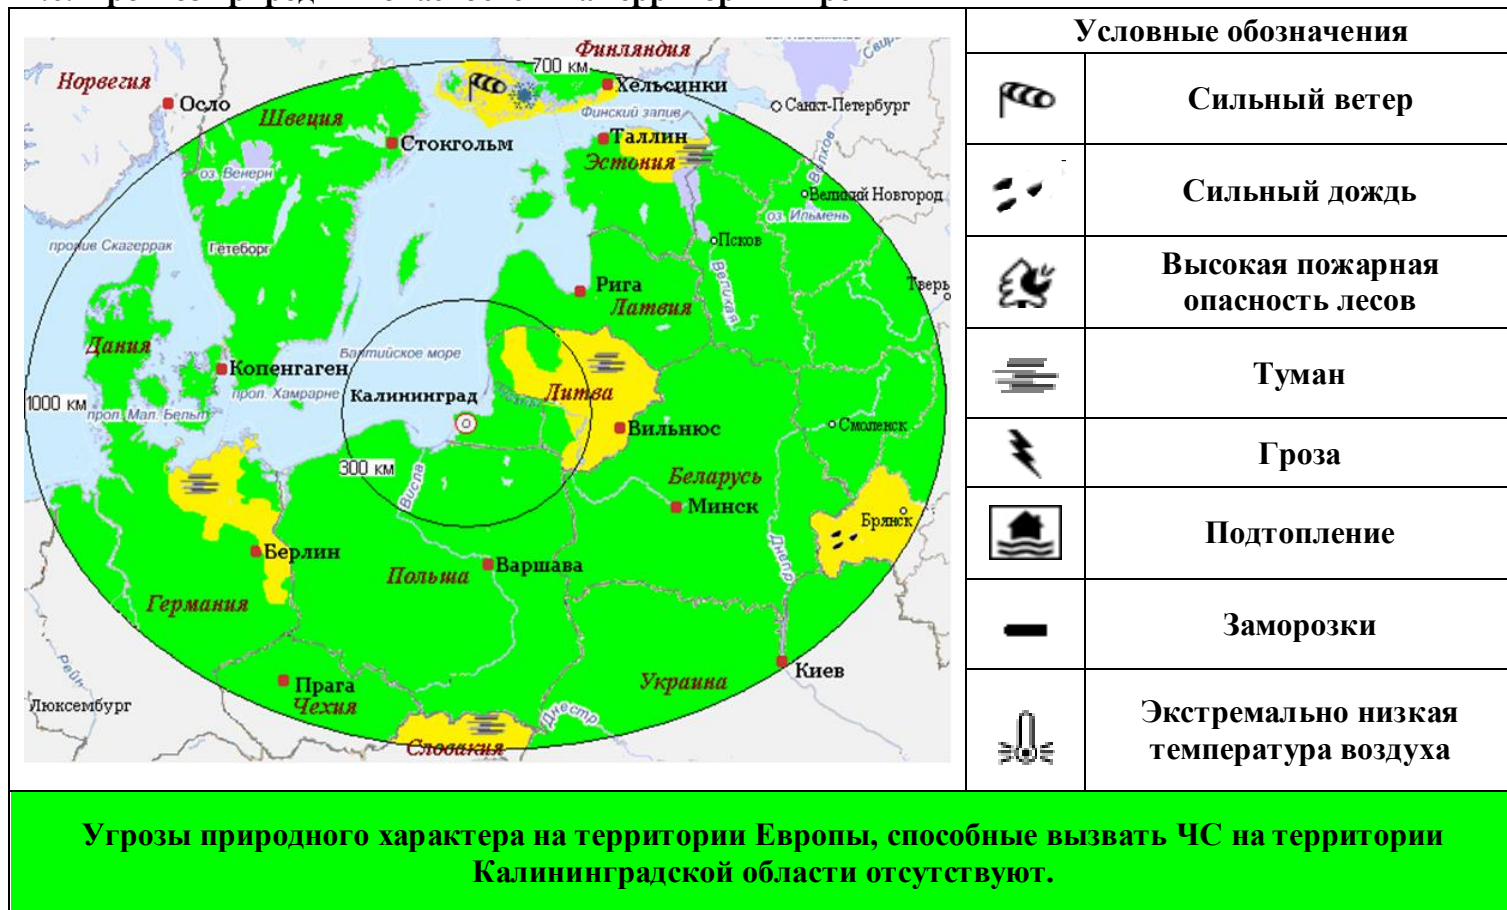 Условные обозначения
Сильный ветер
Сильный дождь
Высокая пожарная
опасность лесов
Туман
Гроза
Подтопление
Заморозки
Экстремально низкая
температура воздуха
Норвегия
Осло
Швеция
Стокгольм
оз. Венерн
Финляндия
700 км
Хельсинки
Финский залив
Санкт-Петербург
Таллин
Эстония
Волхов
Великий Новгород
оз. Ильмень
Псков
Великая
Тверь
пролив Скагеррак
Гётеборг
Рига
Латвия
Дания
Копенгаген
Балтийское море
Калининград
прол. Хамрарне
1000 км
прол. Мал. Бельт
Литва
Вильнюс
Смоленск
300 км
Висла
Беларусь
Минск
Брянск
Днепр
Берлин
Варшава
Польша
Германия
Рейн
Люксембург
Прага
Чехия
Словакия
Днестр
Украина
Киев
Угрозы природного характера на территории Европы, способные вызвать ЧС на территории
Калининградской области отсутствуют.